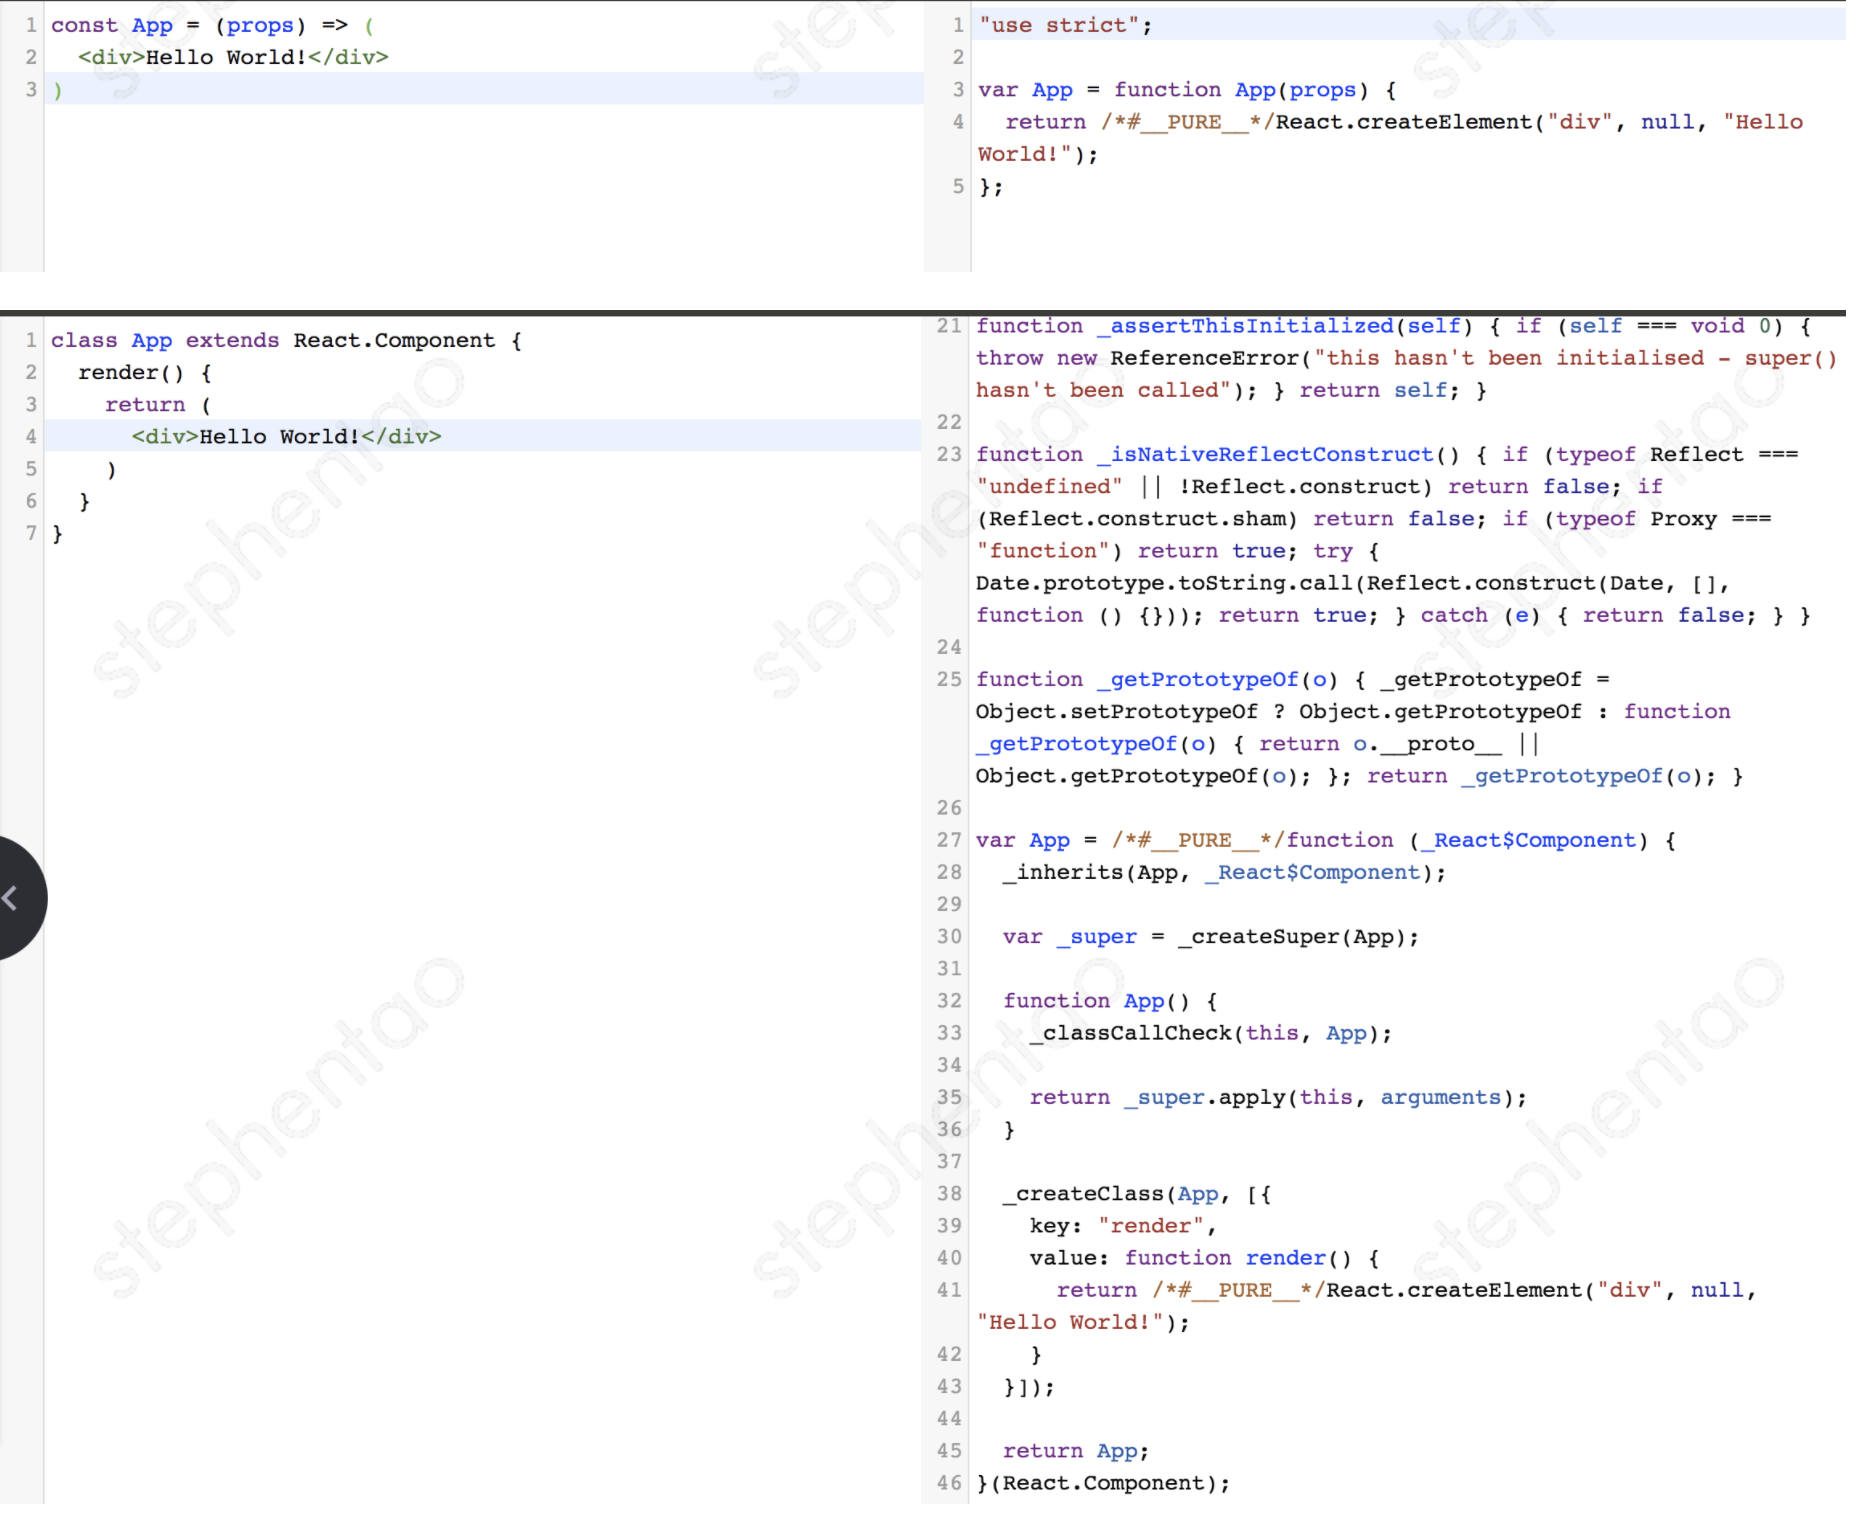 1 const App = (props) => (
2   <div>Hello World!</div>
3 )
1 "use strict";
2
3 var App = function App(props) {
4   return /*#__PURE__*/React.createElement("div", null, "Hello
World!");
5 };
1 class App extends React.Component {
2   render() {
3     return (
4       <div>Hello World!</div>
5     )
6   }
7 }
21 function _assertThisInitialized(self) { if (self === void 0) {
throw new ReferenceError("this hasn't been initialised - super()
hasn't been called"); } return self; }
22
23 function _isNativeReflectConstruct() { if (typeof Reflect ===
"undefined" || !Reflect.construct) return false; if
(Reflect.construct.sham) return false; if (typeof Proxy ===
"function") return true; try {
Date.prototype.toString.call(Reflect.construct(Date, [],
function () {})); return true; } catch (e) { return false; } }
24
25 function _getPrototypeOf(o) { _getPrototypeOf =
Object.setPrototypeOf ? Object.getPrototypeOf : function
_getPrototypeOf(o) { return o.__proto__ ||
Object.getPrototypeOf(o); }; return _getPrototypeOf(o); }
26
27 var App = /*#__PURE__*/function (_React$Component) {
28   _inherits(App, _React$Component);
29
30   var _super = _createSuper(App);
31
32   function App() {
33     _classCallCheck(this, App);
34
35     return _super.apply(this, arguments);
36   }
37
38   _createClass(App, [{
39     key: "render",
40     value: function render() {
41       return /*#__PURE__*/React.createElement("div", null,
"Hello World!");
42     }
43   }]);
44
45   return App;
46 }(React.Component);
step
step
step
stephentao
stephentao
stephentao
stephentao
stephentao
stephentao